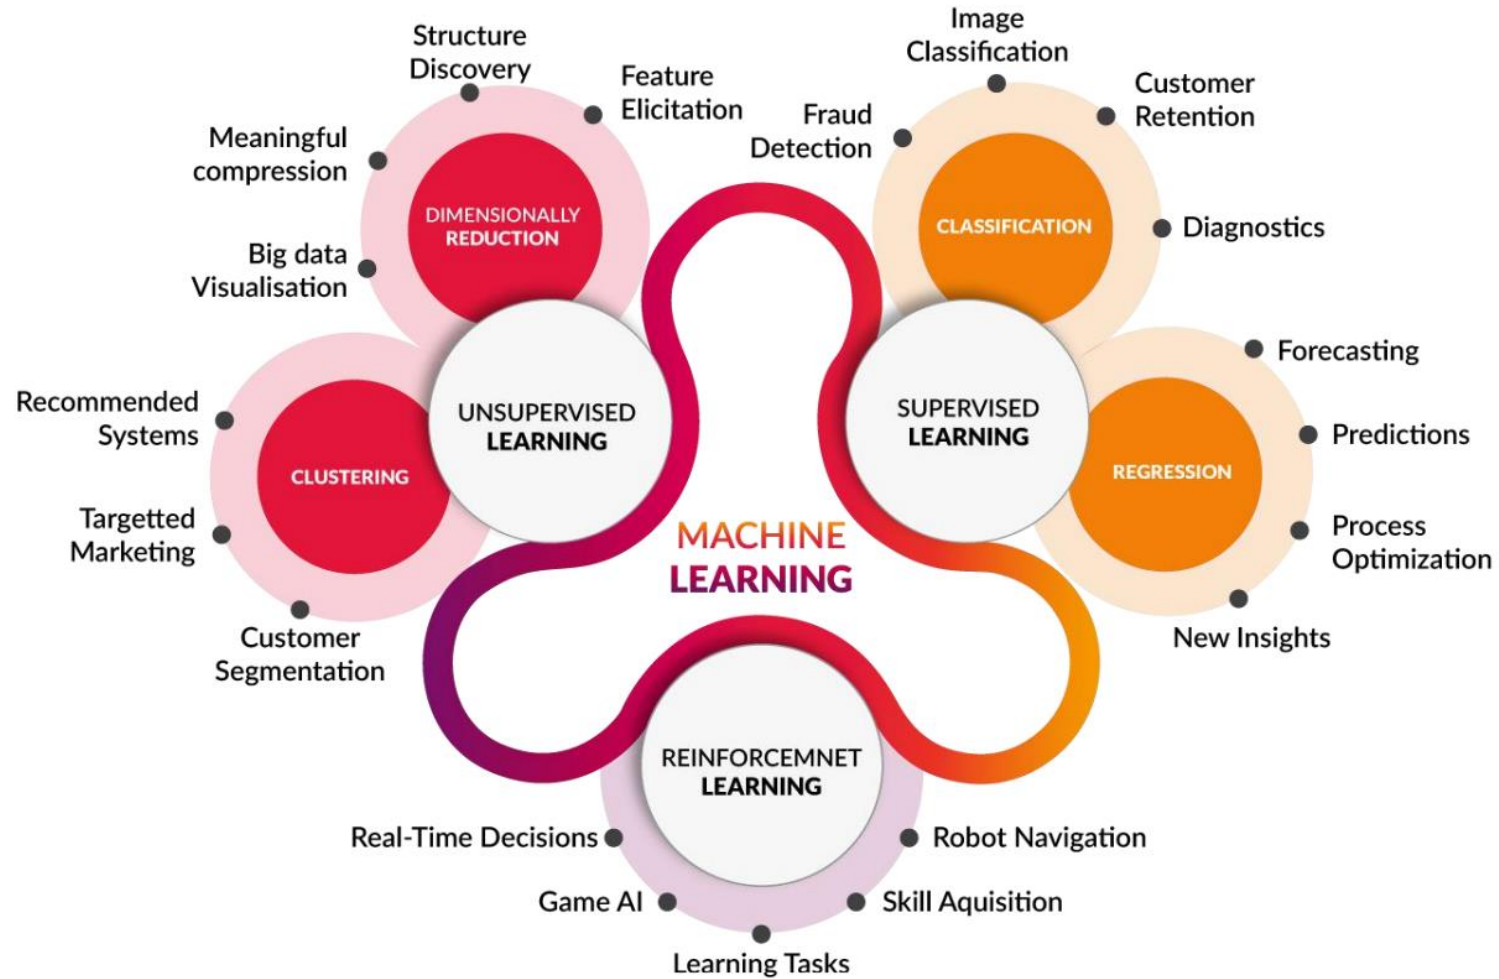 Structure
Discovery
Feature
Elicitation
Meaningful
compression
Big data
Visualisation
DIMENSIONALLY
REDUCTION
Recommended
Systems
Targetted
Marketing
Customer
Segmentation
CLUSTERING
UNSUPERVISED
LEARNING
Image
Classification
Fraud
Detection
Customer
Retention
Diagnostics
CLASSIFICATION
SUPERVISED
LEARNING
Forecasting
Predictions
Process
Optimization
New Insights
REGRESSION
MACHINE
LEARNING
REINFORCEMNET
LEARNING
Real-Time Decisions
Game AI
Learning Tasks
Skill Aquisition
Robot Navigation